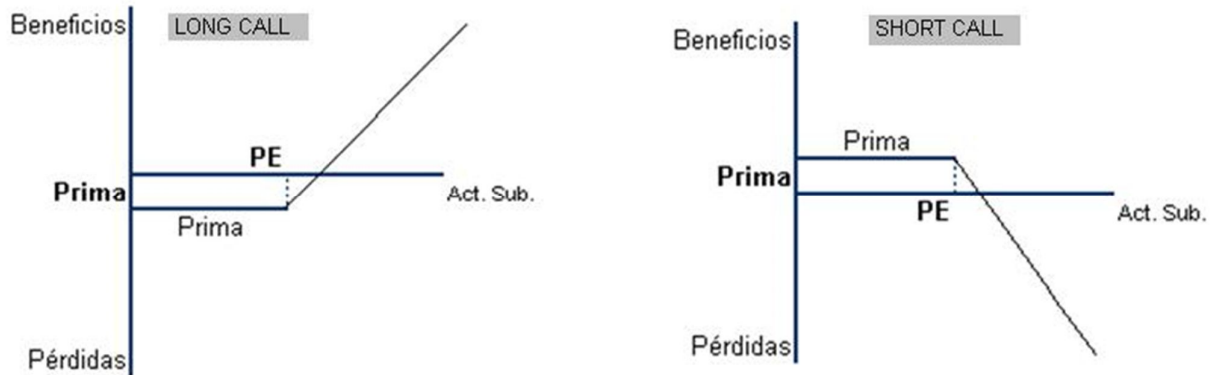 Beneficios
LONG CALL
PE
Prima
Act. Sub.
Prima
Pérdidas
SHORT CALL
Beneficios
Prima
Prima
PE
Act. Sub.
Pérdidas